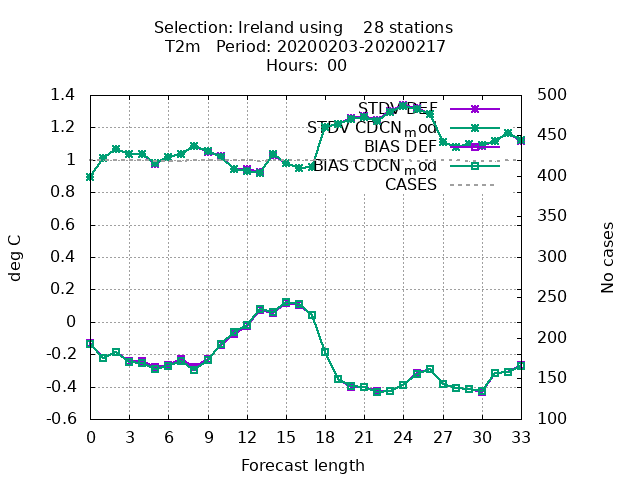 Selection: Ireland using 28 stations
T2m Period: 20200203-20200217
Hours: 00
1.4 STDV DEF 500
1.2 STDV CDCN_mod 450
BIAS DEF
1 BIAS CDCN_mod 400
0.8 CASES
350
0.6
0.4 300
0.2 250
0 200
-0.2
150
-0.4
-0.6 100
deg C
No cases
0 3 6 9 12 15 18 21 24 27 30 33
Forecast length